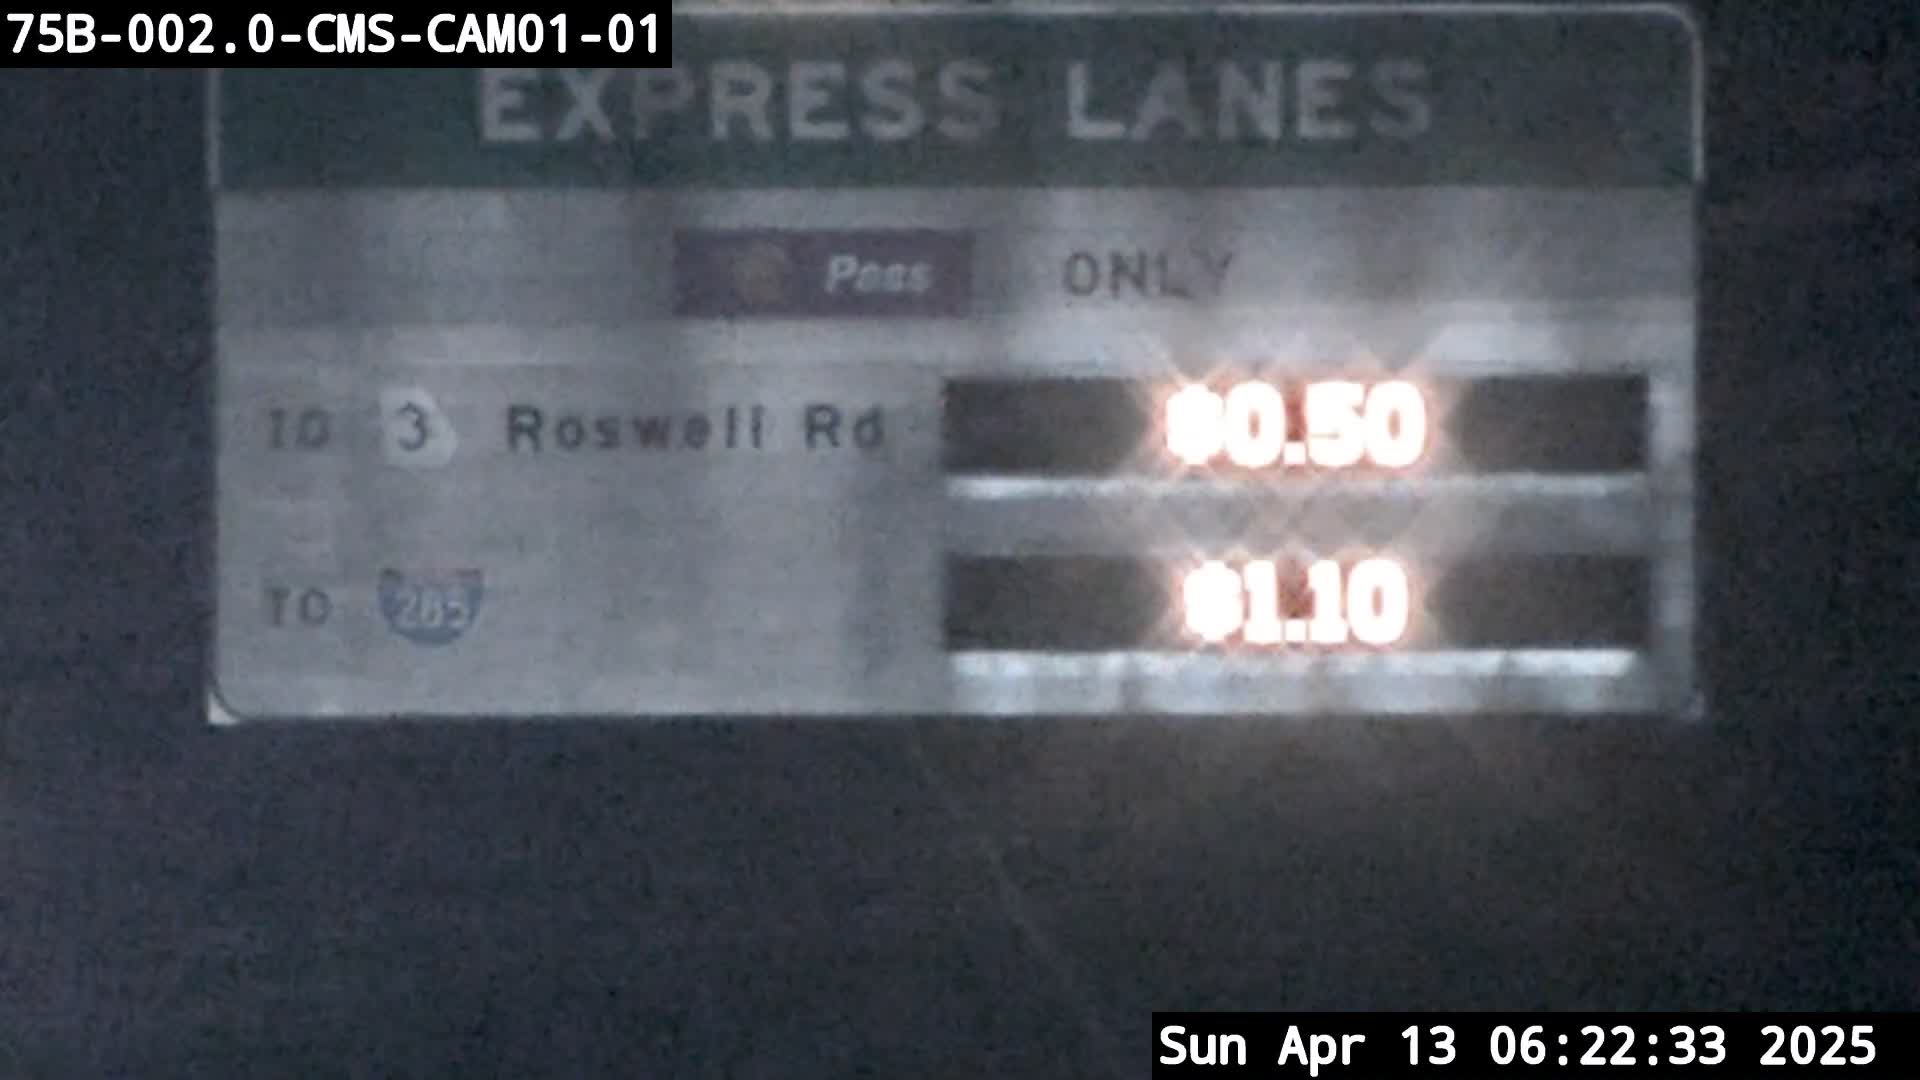 75B-002.0-CMS-CAM01-01
EXPRESS LANES
Pass ONLY
TO 3 Roswell Rd $0.50
TO 285 $1.10
Sun Apr 13 06:22:33 2025